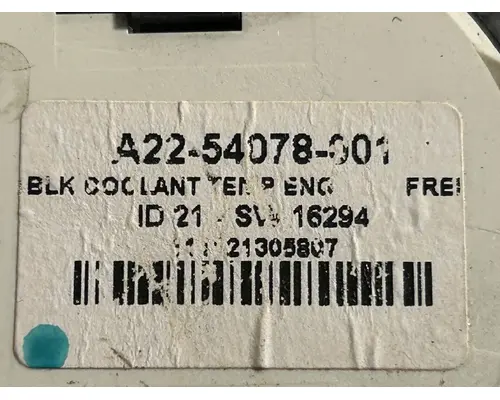 A22-54078-001
BLK COOLANT TEMP ENG FREI
ID 21 - SW 16294
21305807